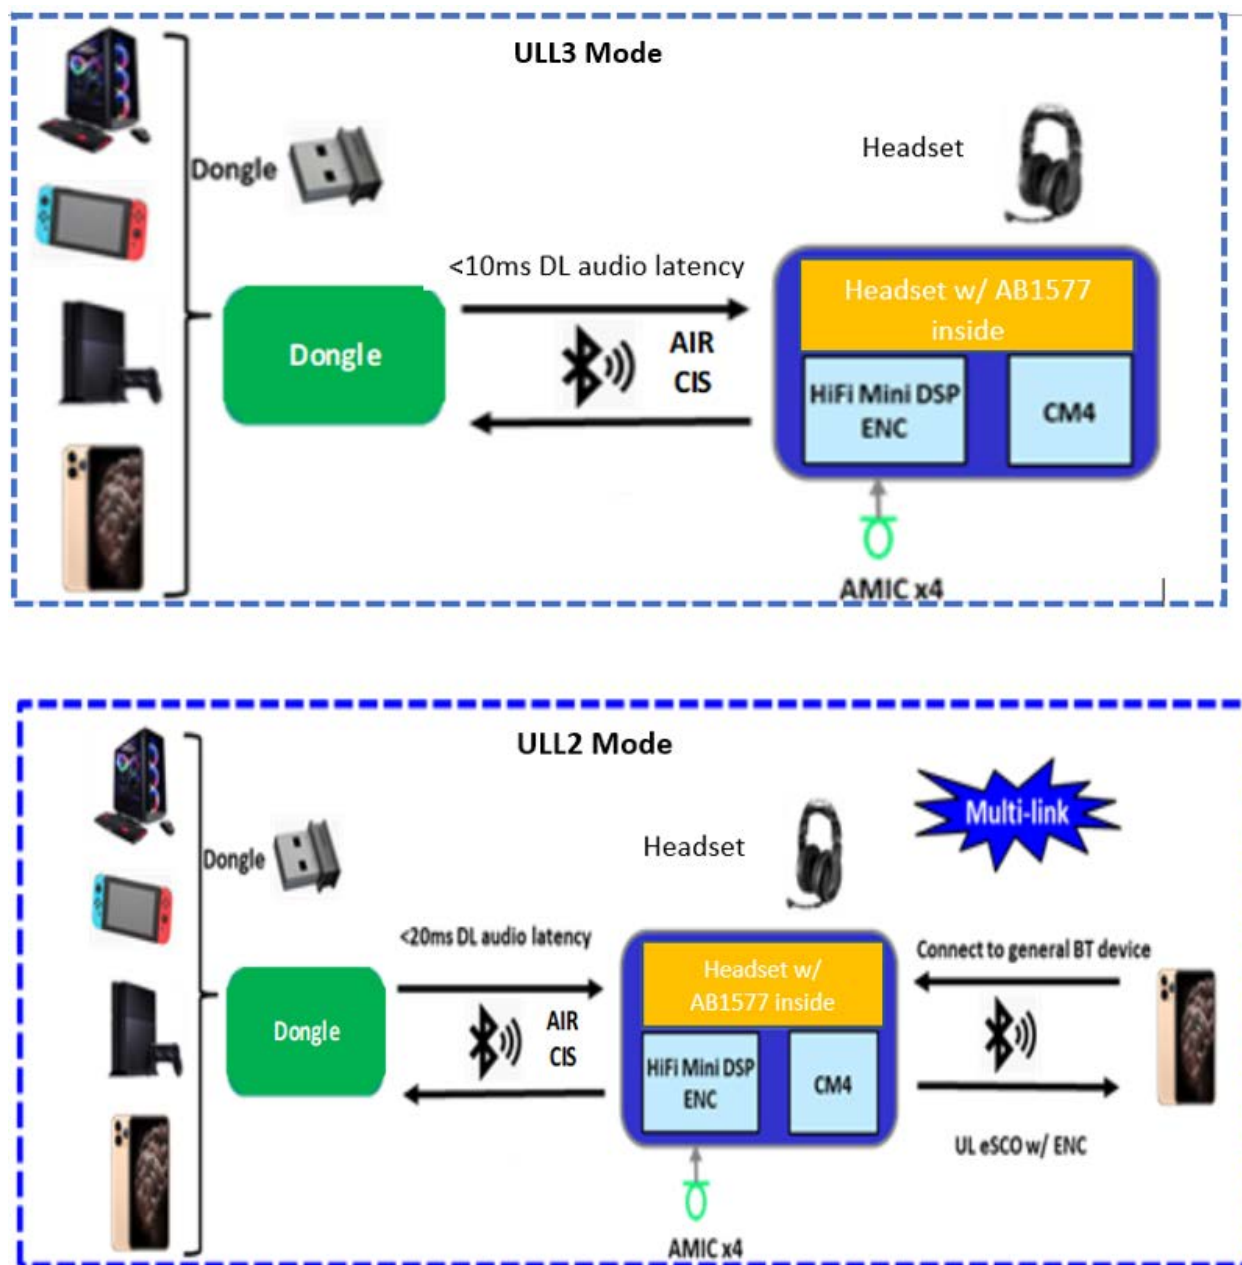 ULL3 Mode
Dongle
Headset
<10ms DL audio latency
Dongle
AIR
CIS
Headset w/ AB1577
inside
HiFi Mini DSP
ENC
CM4
AMIC x4
ULL2 Mode
Multi-link
Dongle
Headset
<20ms DL audio latency
Connect to general BT device
Headset w/
AB1577 inside
Dongle
AIR
CIS
HiFi Mini DSP
ENC
CM4
UL eSCO w/ ENC
AMIC x4